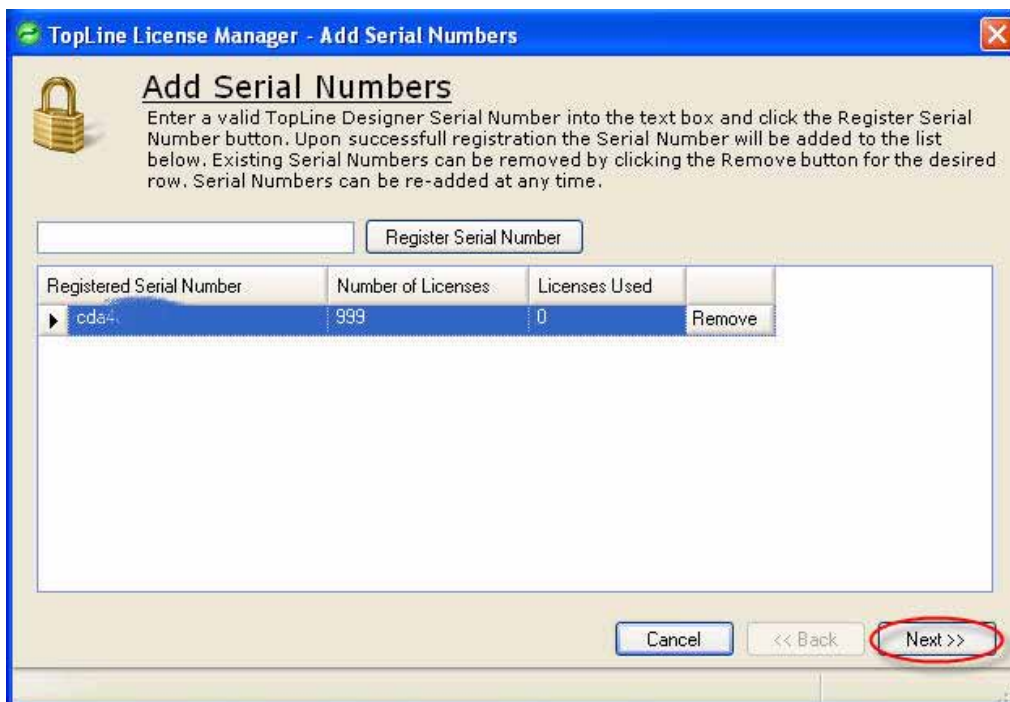 TopLine License Manager - Add Serial Numbers
Add Serial Numbers
Enter a valid TopLine Designer Serial Number into the text box and click the Register Serial
Number button. Upon successfull registration the Serial Number will be added to the list
below. Existing Serial Numbers can be removed by clicking the Remove button for the desired
row. Serial Numbers can be re-added at any time.
Register Serial Number
Registered Serial Number Number of Licenses Licenses Used
999 0 Remove
Cancel << Back Next >>